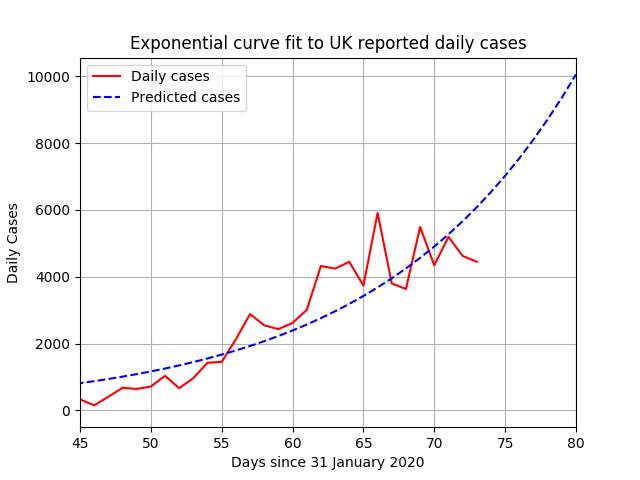 Exponential curve fit to UK reported daily cases
Daily cases
Predicted cases
10000
8000
6000
4000
2000
0
Daily Cases
45 50 55 60 65 70 75 80
Days since 31 January 2020